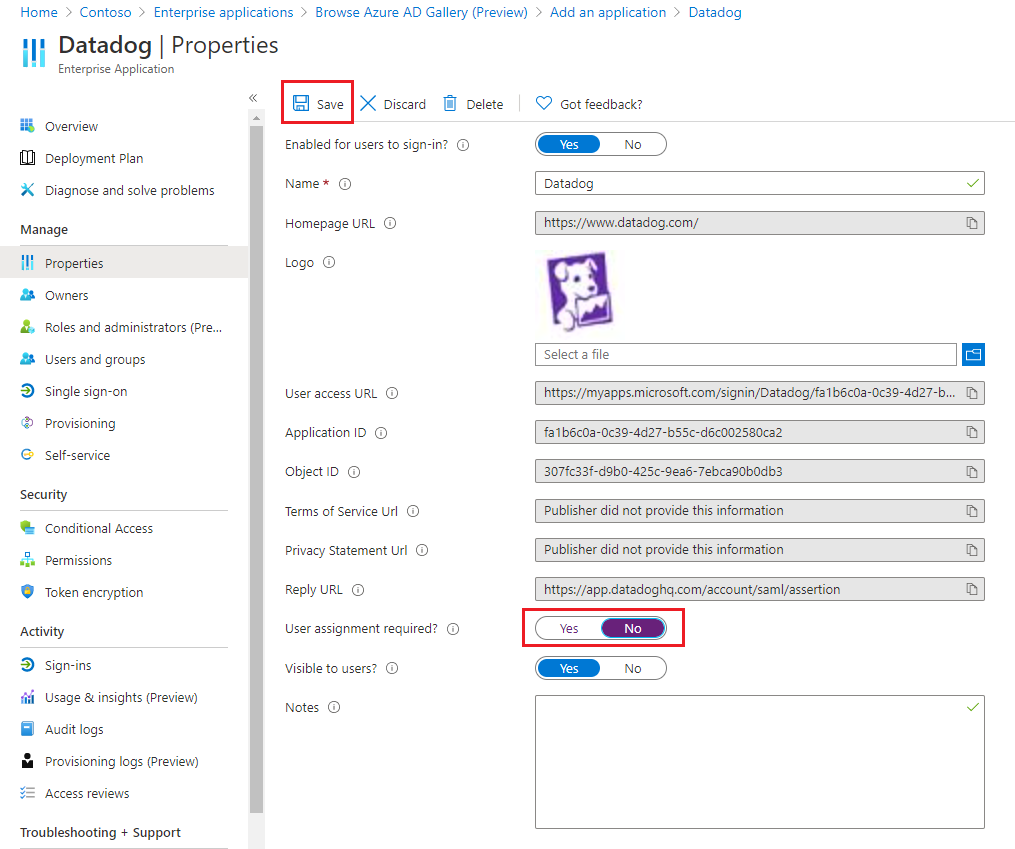 Home > Contoso > Enterprise applications > Browse Azure AD Gallery (Preview) > Add an application > Datadog
Datadog | Properties
Enterprise Application
«
Overview
Deployment Plan
Diagnose and solve problems
Manage
Properties
Owners
Roles and administrators (Pre...
Users and groups
Single sign-on
Provisioning
Self-service
Security
Conditional Access
Permissions
Token encryption
Activity
Sign-ins
Usage & insights (Preview)
Audit logs
Provisioning logs (Preview)
Access reviews
Troubleshooting + Support
Save Discard Delete Got feedback?
Enabled for users to sign-in? Yes No
Name * Datadog
Homepage URL https://www.datadog.com/
Logo
Select a file
User access URL https://myapps.microsoft.com/signin/Datadog/fa1b6c0a-0c39-4d27-b...
Application ID fa1b6c0a-0c39-4d27-b55c-d6c002580ca2
Object ID 307fc33f-d9b0-425c-9ea6-7ebca90b0db3
Terms of Service Url Publisher did not provide this information
Privacy Statement Url Publisher did not provide this information
Reply URL https://app.datadoghq.com/account/saml/assertion
User assignment required? Yes No
Visible to users? Yes No
Notes